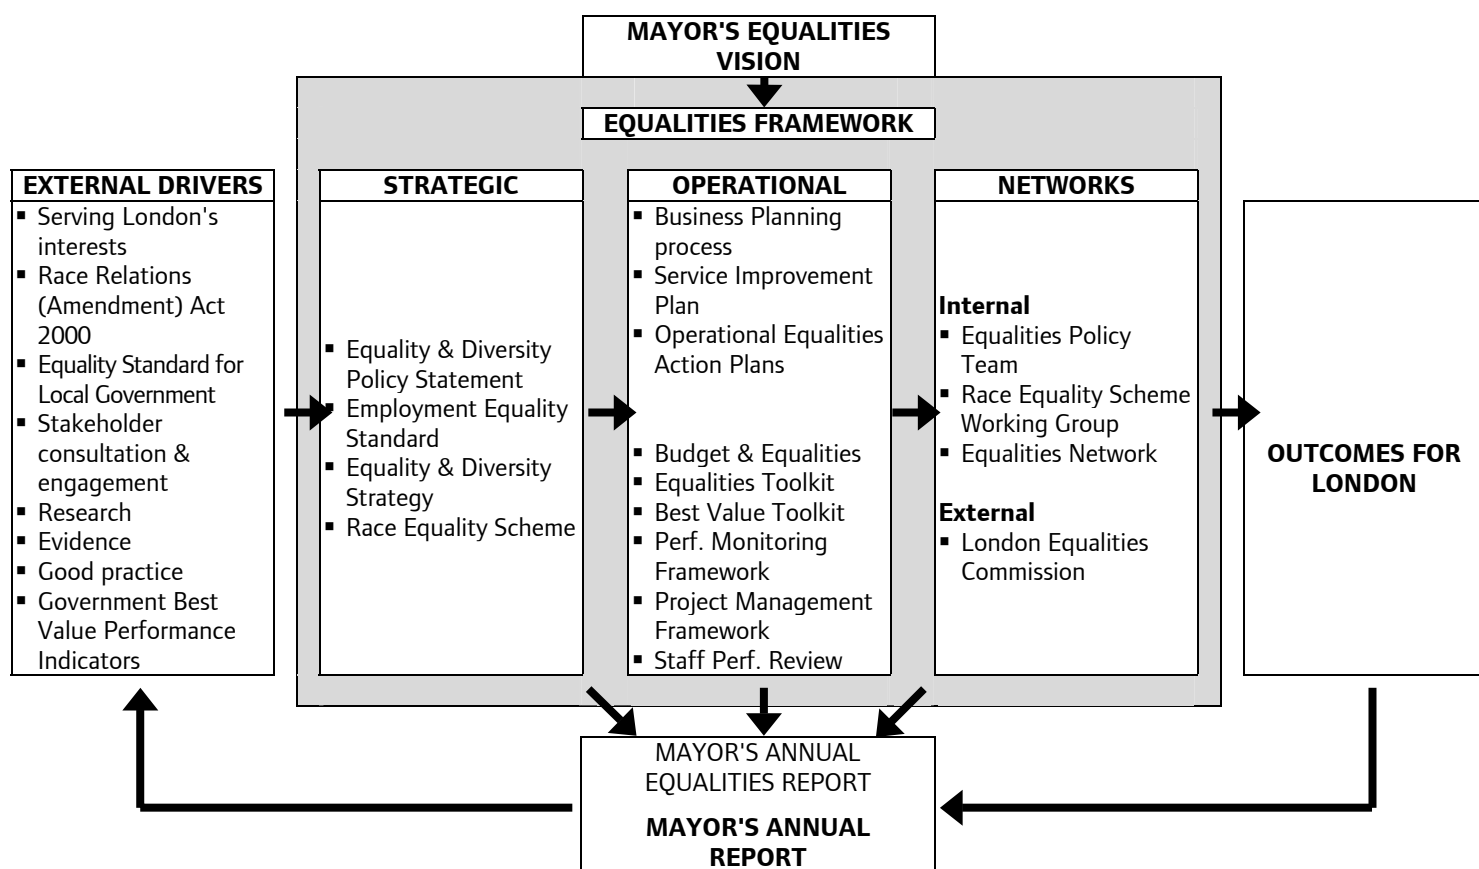 MAYOR'S EQUALITIES
VISION
EQUALITIES FRAMEWORK
EXTERNAL DRIVERS
▪ Serving London's
interests
▪ Race Relations
(Amendment) Act
2000
▪ Equality Standard for
Local Government
▪ Stakeholder
consultation &
engagement
▪ Research
▪ Evidence
▪ Good practice
▪ Government Best
Value Performance
Indicators
STRATEGIC
▪ Equality & Diversity
Policy Statement
▪ Employment Equality
Standard
▪ Equality & Diversity
Strategy
▪ Race Equality Scheme
OPERATIONAL
▪ Business Planning
process
▪ Service Improvement
Plan
▪ Operational Equalities
Action Plans
▪ Budget & Equalities
▪ Equalities Toolkit
▪ Best Value Toolkit
▪ Perf. Monitoring
Framework
▪ Project Management
Framework
▪ Staff Perf. Review
NETWORKS
Internal
▪ Equalities Policy
Team
▪ Race Equality Scheme
Working Group
▪ Equalities Network
External
▪ London Equalities
Commission
OUTCOMES FOR
LONDON
MAYOR'S ANNUAL
EQUALITIES REPORT
MAYOR'S ANNUAL
REPORT